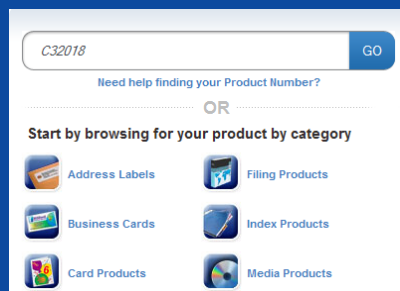 C32018 GO
Need help finding your Product Number?
OR
Start by browsing for your product by category
Address Labels Filing Products
Business Cards Index Products
Card Products Media Products